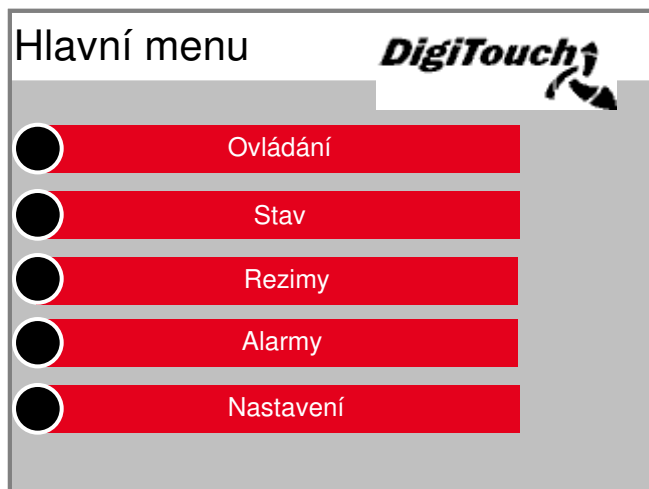 Hlavní menu
DigiTouch
Ovládání
Stav
Rezimy
Alarmy
Nastavení